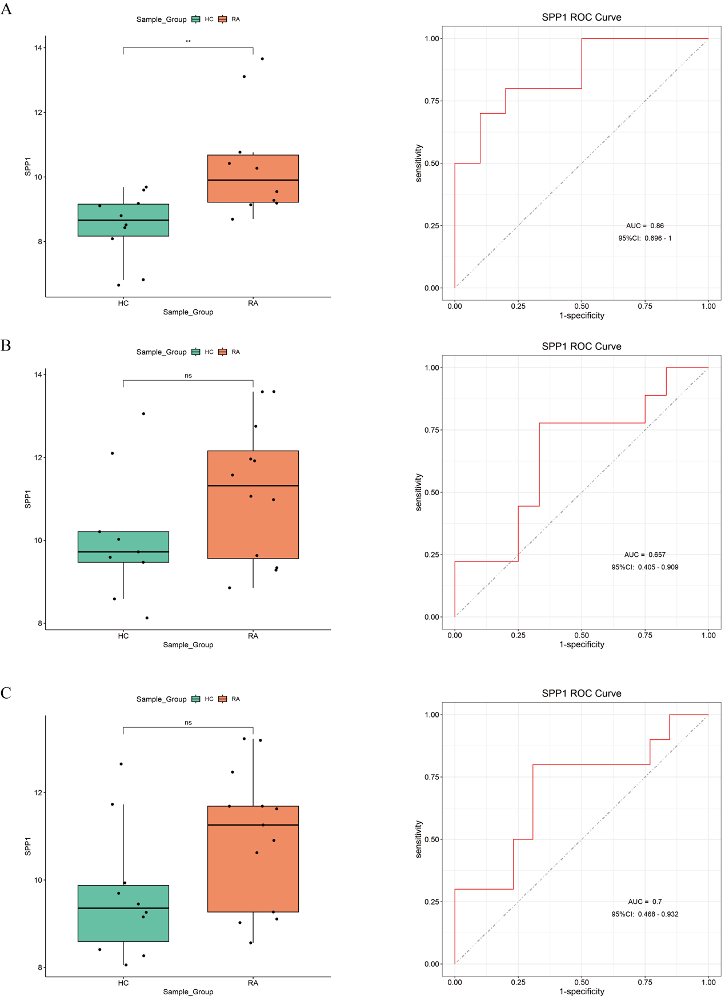 A
Sample_Group HC RA
SPP1
14
12
10
8
**
HC RA
Sample_Group
SPP1 ROC Curve
sensitivity
1.00
0.75
0.50
0.25
0.00
AUC = 0.86
95%CI: 0.696 - 1
0.00 0.25 0.50 0.75 1.00
1-specificity
B
Sample_Group HC RA
SPP1
14
12
10
8
ns
HC RA
Sample_Group
SPP1 ROC Curve
sensitivity
1.00
0.75
0.50
0.25
0.00
AUC = 0.657
95%CI: 0.405 - 0.909
0.00 0.25 0.50 0.75 1.00
1-specificity
C
Sample_Group HC RA
SPP1
12
10
8
ns
HC RA
Sample_Group
SPP1 ROC Curve
sensitivity
1.00
0.75
0.50
0.25
0.00
AUC = 0.7
95%CI: 0.468 - 0.932
0.00 0.25 0.50 0.75 1.00
1-specificity